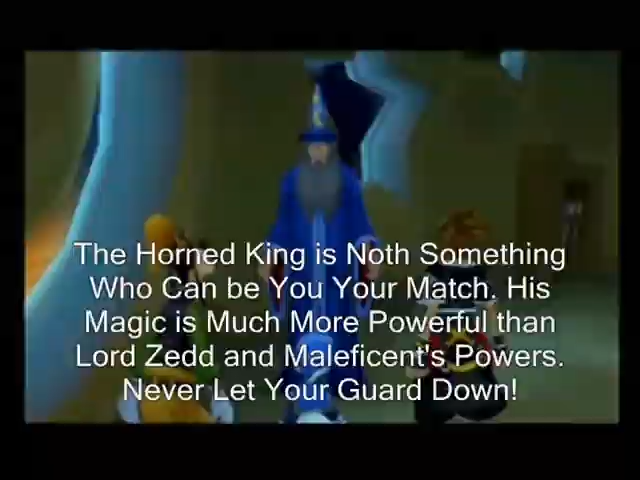 The Horned King is Noth Something
Who Can be You Your Match. His
Magic is Much More Powerful than
Lord Zedd and Maleficent's Powers.
Never Let Your Guard Down!